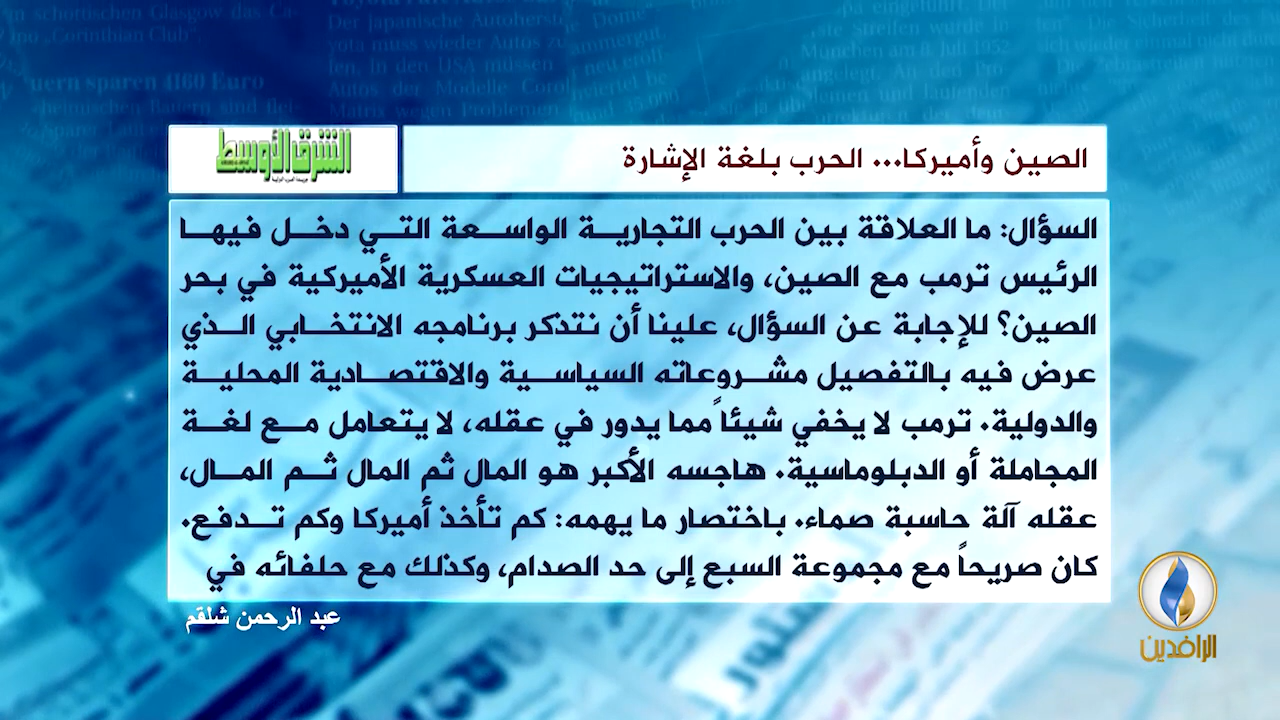 الشرق الأوسط
الصين وأميركا... الحرب بلغة الإشارة
السؤال: ما العلاقة بين الحرب التجارية الواسعة التي دخل فيها
الرئيس ترمب مع الصين، والاستراتيجيات العسكرية الأميركية في بحر
الصين؟ للإجابة عن السؤال، علينا أن نتذكر برنامجه الانتخابي الذي
عرض فيه بالتفصيل مشروعاته السياسية والاقتصادية المحلية
والدولية. ترمب لا يخفي شيئاً مما يدور في عقله، لا يتعامل مع لغة
المجاملة أو الدبلوماسية. هاجسه الأكبر هو المال ثم المال ثم المال،
عقله آلة حاسبة صماء. باختصار ما يهمه: كم تأخذ أميركا وكم تدفع.
كان صريحاً مع مجموعة السبع إلى حد الصدام، وكذلك مع حلفائه في
عبد الرحمن شلقم
الرافدين